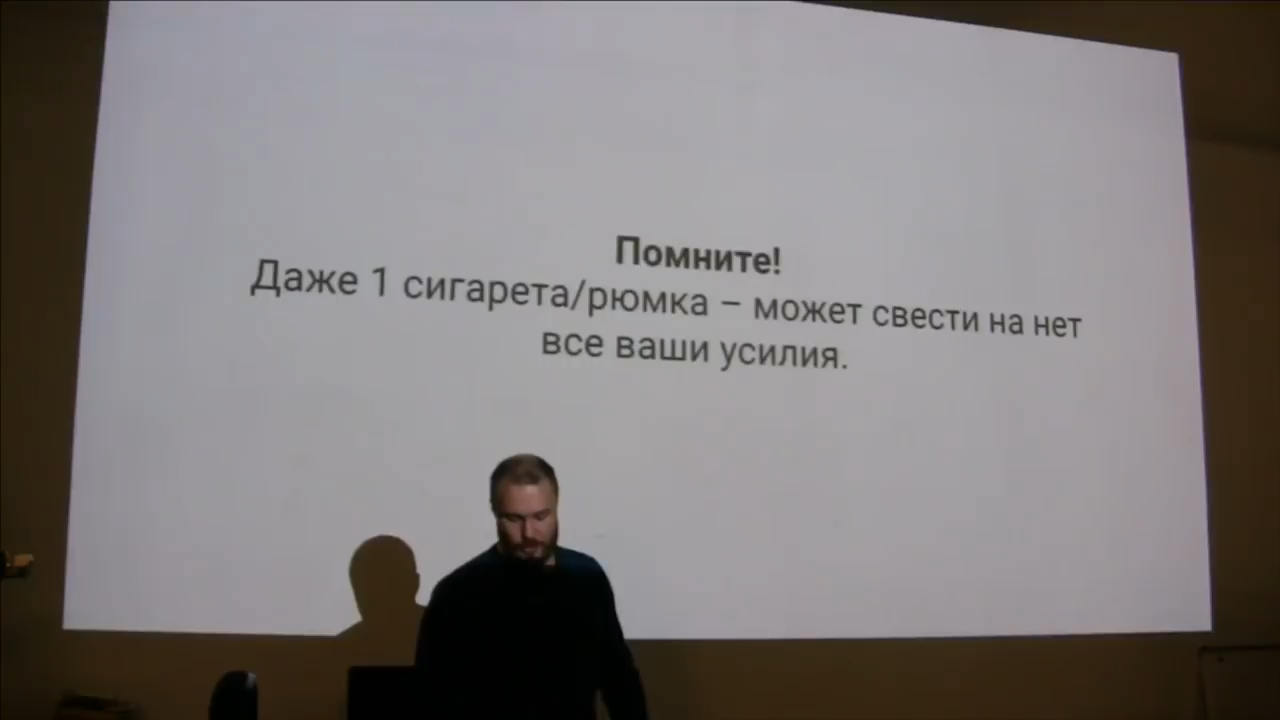 Помните!
Даже 1 сигарета/рюмка – может свести на нет
все ваши усилия.